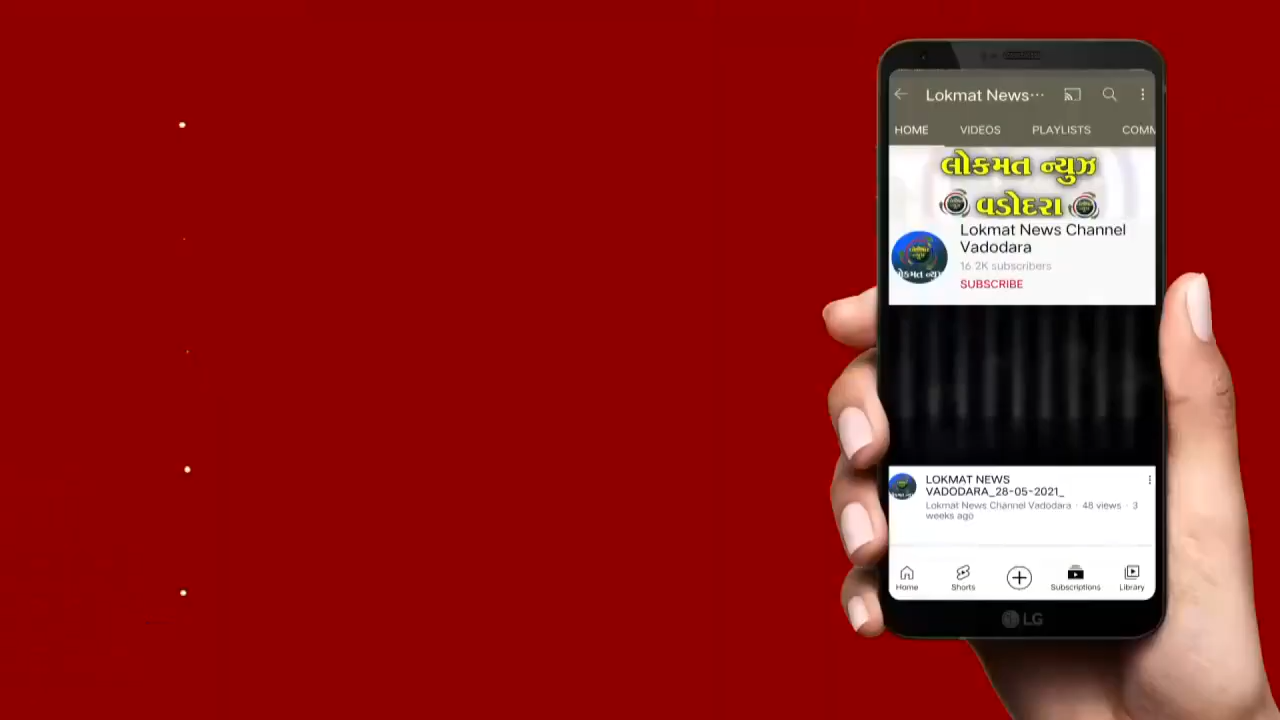 Lokmat News···
HOME VIDEOS PLAYLISTS COMM
લોકમત ન્યુઝ
વડોદરા
Lokmat News Channel
Vadodara
16.2K subscribers
SUBSCRIBE
LOKMAT NEWS
VADODARA_28-05-2021_
Lokmat News Channel Vadodara · 48 views · 3
weeks ago
Home Shorts Subscriptions Library
LG